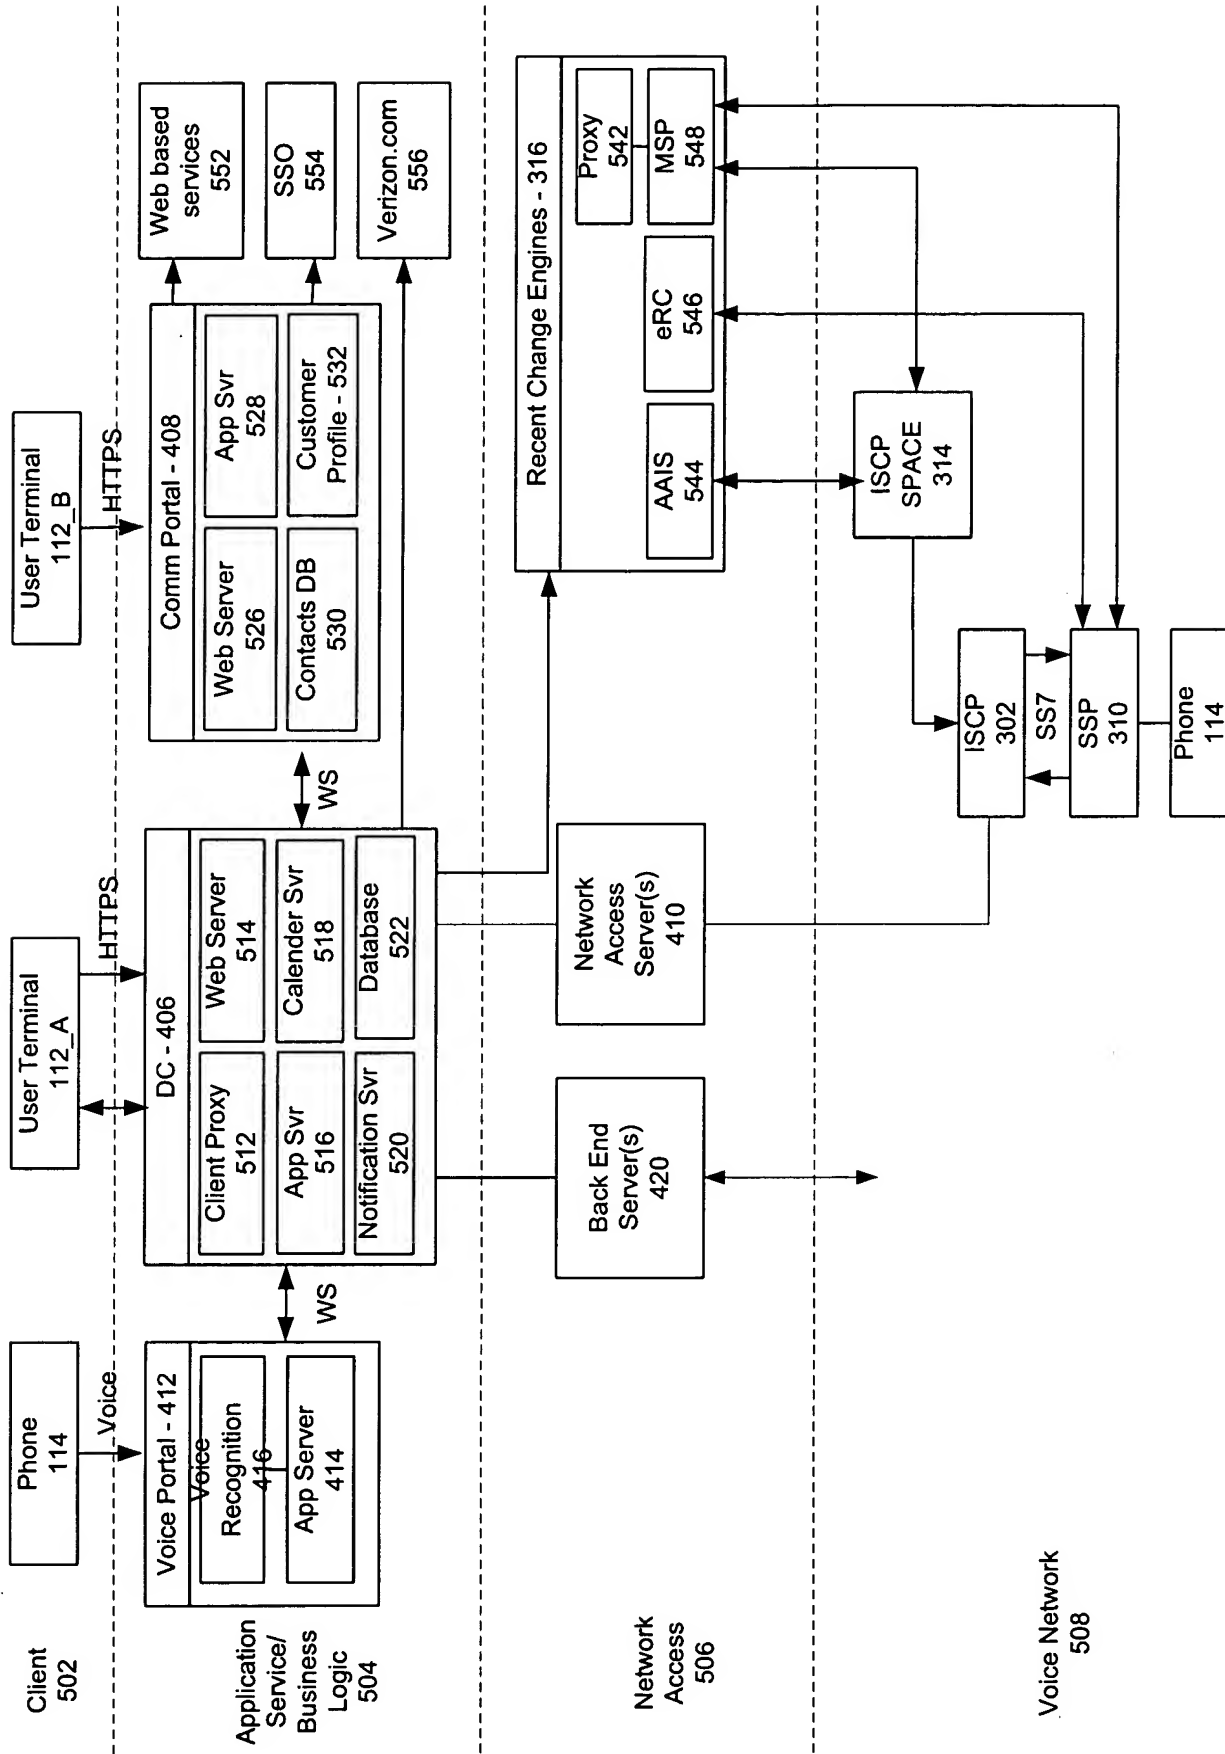 Client
502
Phone
114
User Terminal
112_A
User Terminal
112_B
Voice
HTTPS
HTTPS
Application
Service/
Business
Logic
504
Voice Portal - 412
Voice
Recognition
416
App Server
414
WS
DC - 406
Client Proxy
512
Web Server
514
App Svr
516
Calender Svr
518
Notification Svr
520
Database
522
WS
Comm Portal - 408
Web Server
526
App Svr
528
Contacts DB
530
Customer
Profile - 532
Web based
services
552
SSO
554
Verizon.com
556
Network
Access
506
Back End
Server(s)
420
Network
Access
Server(s)
410
Recent Change Engines - 316
Proxy
542
AAIS
544
eRC
546
MSP
548
Voice Network
508
ISCP
SPACE
314
ISCP
302
SS7
SSP
310
Phone
114